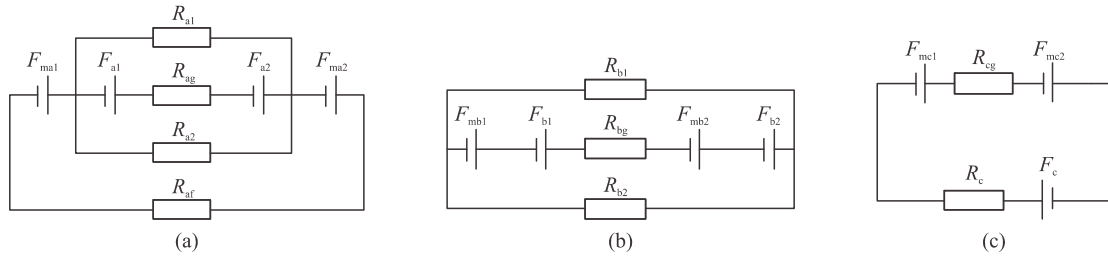 R_a1
F_ma1 F_a1 R_ag F_a2 F_ma2
R_a2
R_af
(a)
R_b1
F_mb1 F_b1 R_bg F_mb2 F_b2
R_b2
(b)
F_mc1 R_cg F_mc2
R_c F_c
(c)